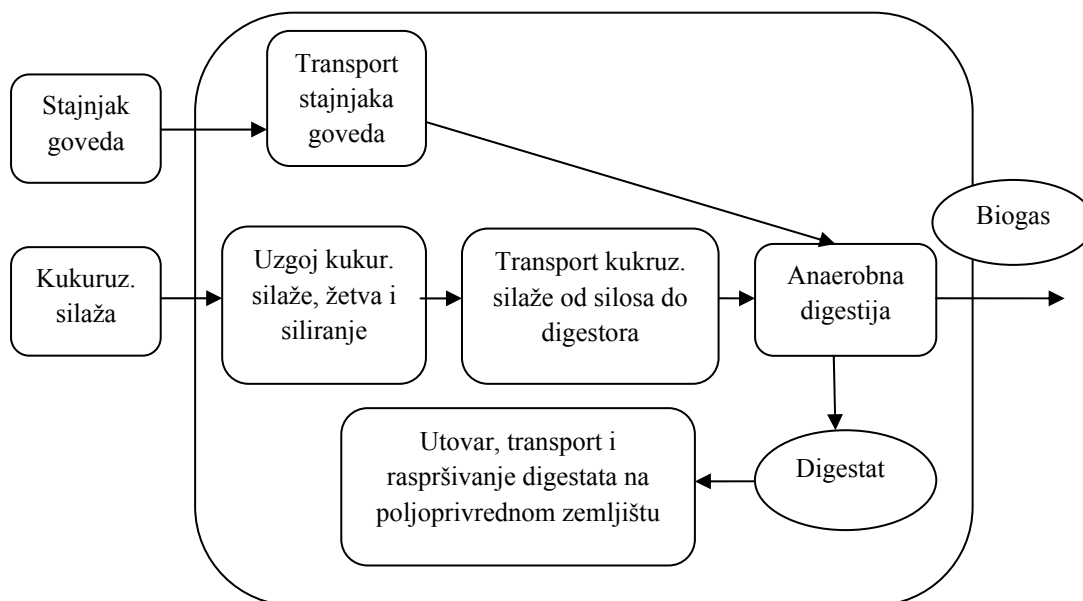 Stajnjak
goveda
Transport
stajnjaka
goveda
Biogas
Kukuruz.
silaža
Uzgoj kukur.
silaže, žetva i
siliranje
Transport kukruz.
silaže od silosa do
digestora
Anaerobna
digestija
Utovar, transport i
raspršivanje digestata na
poljoprivrednom zemljištu
Digestat